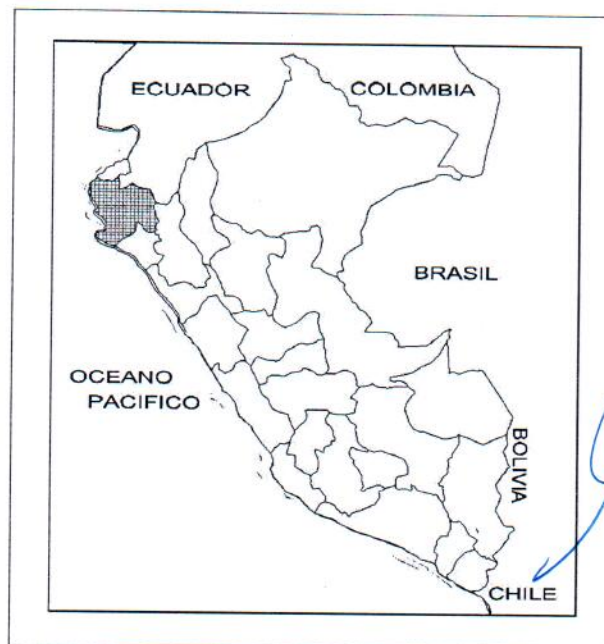 ECUADOR
COLOMBIA
BRASIL
OCEANO
PACIFICO
BOLIVIA
CHILE